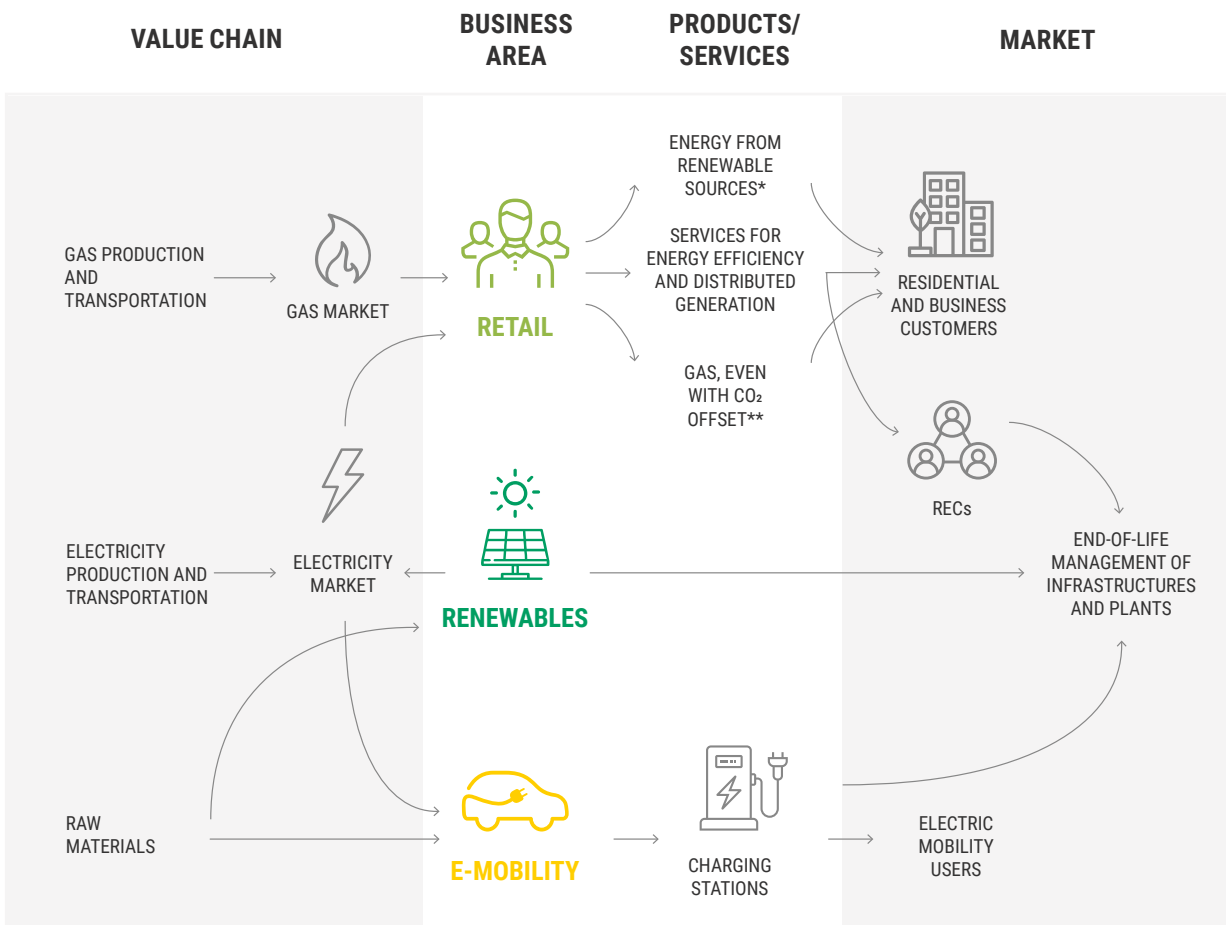 VALUE CHAIN
BUSINESS
AREA
PRODUCTS/
SERVICES
MARKET
GAS PRODUCTION
AND
TRANSPORTATION
GAS MARKET
RETAIL
ENERGY FROM
RENEWABLE
SOURCES*
SERVICES FOR
ENERGY EFFICIENCY
AND DISTRIBUTED
GENERATION
GAS, EVEN
WITH CO₂
OFFSET**
RESIDENTIAL
AND BUSINESS
CUSTOMERS
RECs
ELECTRICITY
PRODUCTION AND
TRANSPORTATION
ELECTRICITY
MARKET
RENEWABLES
END-OF-LIFE
MANAGEMENT OF
INFRASTRUCTURES
AND PLANTS
RAW
MATERIALS
E-MOBILITY
CHARGING
STATIONS
ELECTRIC
MOBILITY
USERS